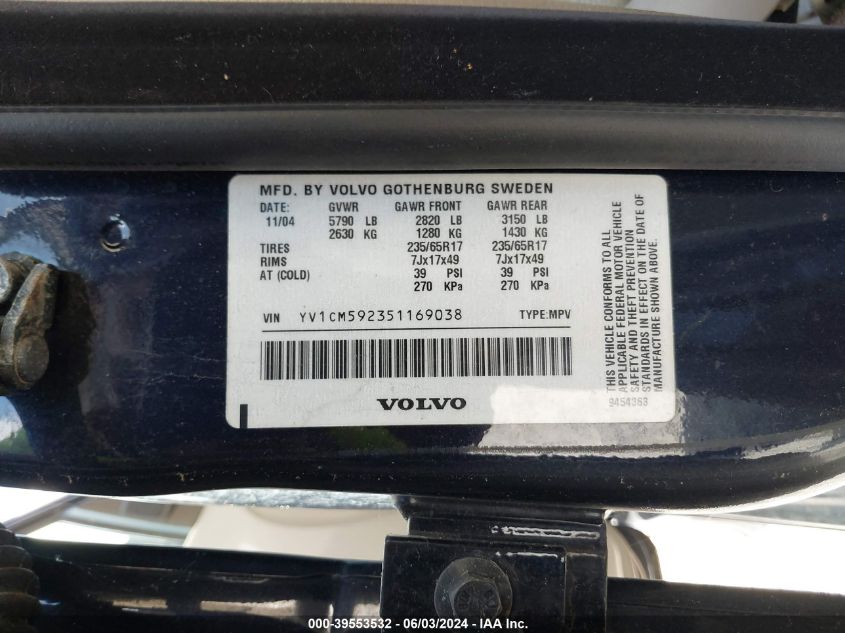 MFD. BY VOLVO GOTHENBURG SWEDEN
DATE: GVWR GAWR FRONT GAWR REAR
11/04 5790 LB 2820 LB 3150 LB
2630 KG 1280 KG 1430 KG
TIRES 235/65R17 235/65R17
RIMS 7Jx17x49 7Jx17x49
AT (COLD) 39 PSI 39 PSI
270 KPa 270 KPa
VIN YV1CM592351169038 TYPE:MPV
VOLVO
THIS VEHICLE CONFORMS TO ALL
APPLICABLE FEDERAL MOTOR VEHICLE
SAFETY AND THEFT PREVENTION
STANDARDS IN EFFECT ON THE DATE OF
MANUFACTURE SHOWN ABOVE.
9454363
000-39553532 - 06/03/2024 - IAA Inc.